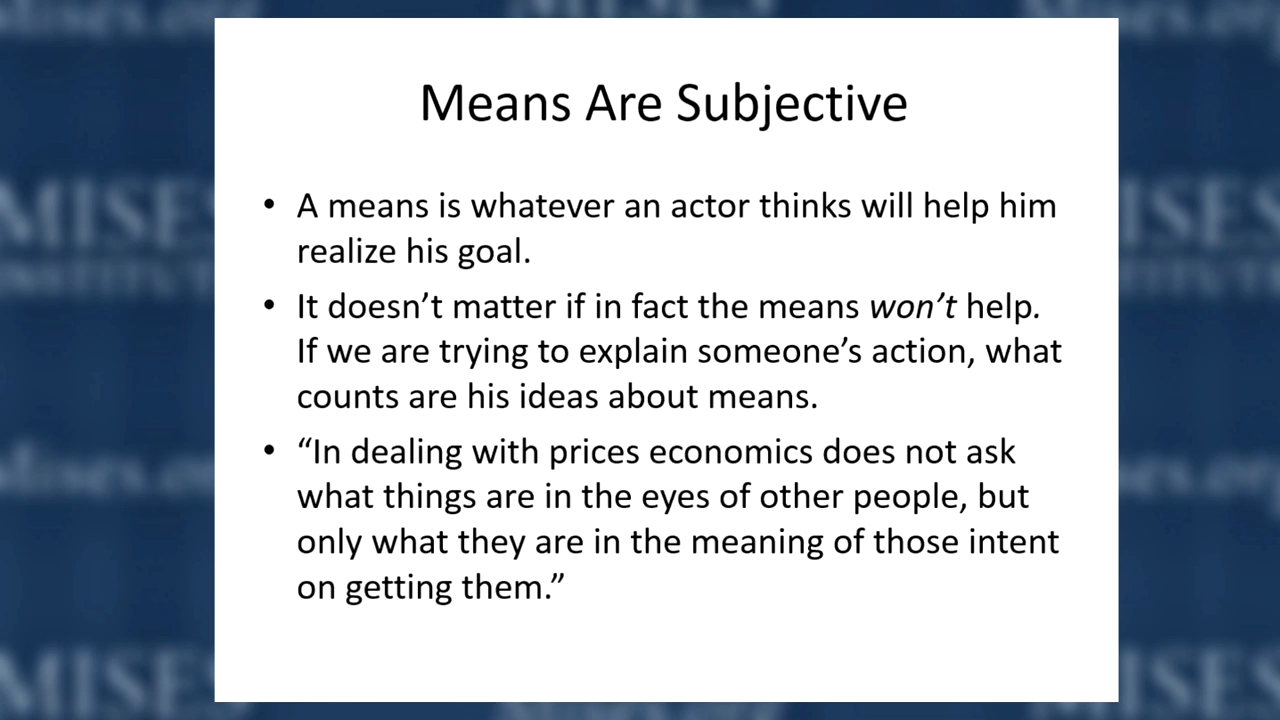 Means Are Subjective
• A means is whatever an actor thinks will help him
realize his goal.
• It doesn’t matter if in fact the means won’t help.
If we are trying to explain someone’s action, what
counts are his ideas about means.
• “In dealing with prices economics does not ask
what things are in the eyes of other people, but
only what they are in the meaning of those intent
on getting them.”